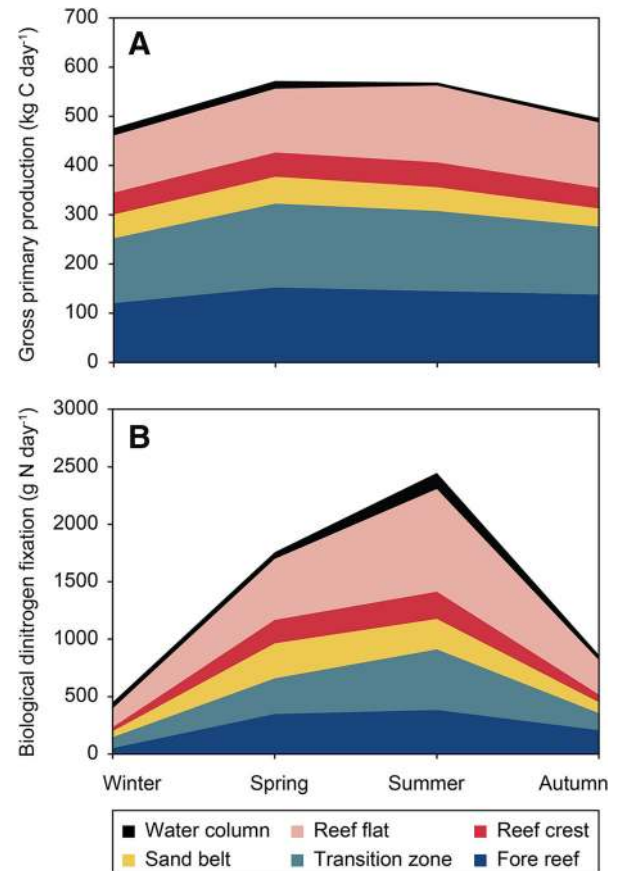 A
Gross primary production (kg C day⁻¹)
700
600
500
400
300
200
100
0
B
Biological dinitrogen fixation (g N day⁻¹)
3000
2500
2000
1500
1000
500
0
Winter Spring Summer Autumn
Water column Reef flat Reef crest
Sand belt Transition zone Fore reef